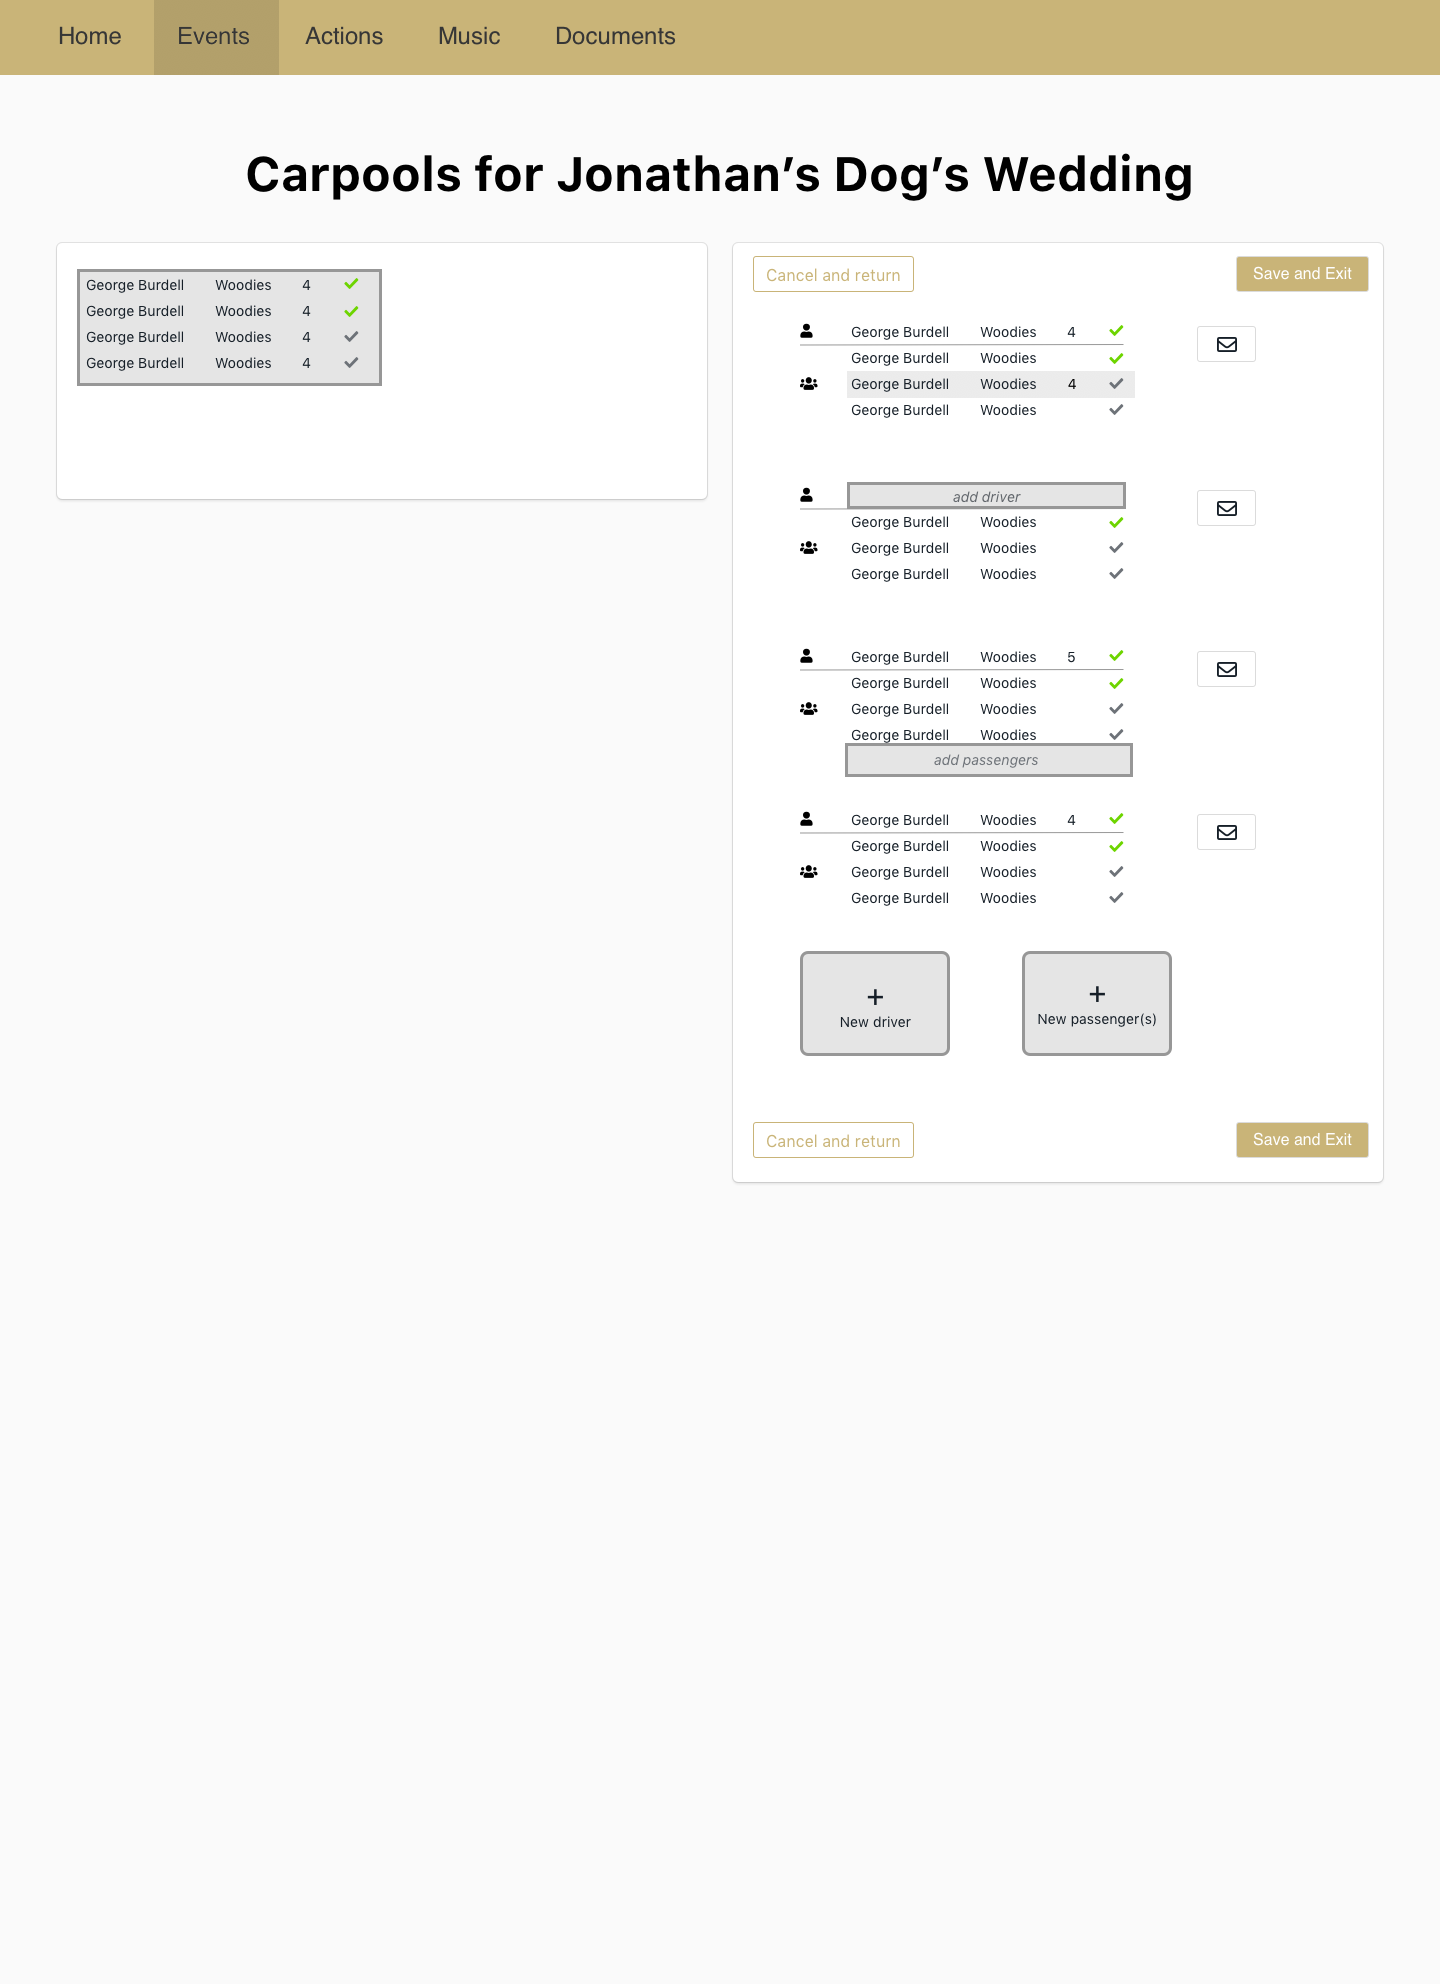 Home Events Actions Music Documents
Carpools for Jonathan’s Dog’s Wedding
George Burdell Woodies 4
George Burdell Woodies 4
George Burdell Woodies 4
George Burdell Woodies 4
Cancel and return Save and Exit
George Burdell Woodies 4
George Burdell Woodies
George Burdell Woodies 4
George Burdell Woodies
add driver
George Burdell Woodies
George Burdell Woodies
George Burdell Woodies
George Burdell Woodies 5
George Burdell Woodies
George Burdell Woodies
George Burdell Woodies
add passengers
George Burdell Woodies 4
George Burdell Woodies
George Burdell Woodies
George Burdell Woodies
+ +
New driver New passenger(s)
Cancel and return Save and Exit